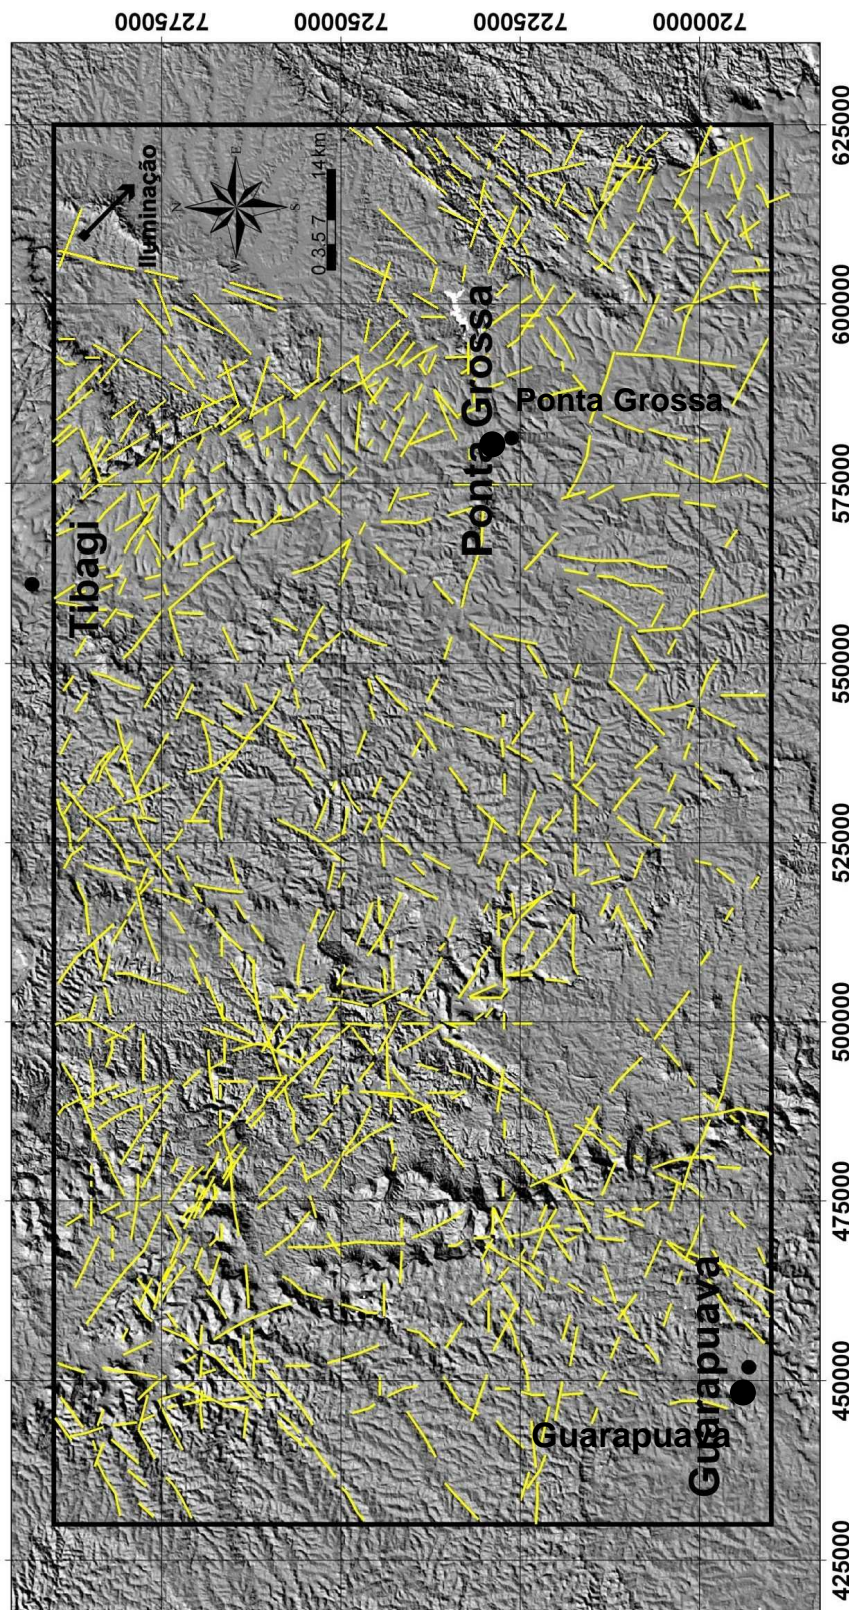 7275000
7250000
7225000
7200000
625000
600000
575000
550000
525000
500000
475000
450000
425000
Iluminação
N
E
S
W
0 3.5 7 14 km
Tibagi
Ponta Grossa
Ponta Grossa
Guarapuava
Guarapuava